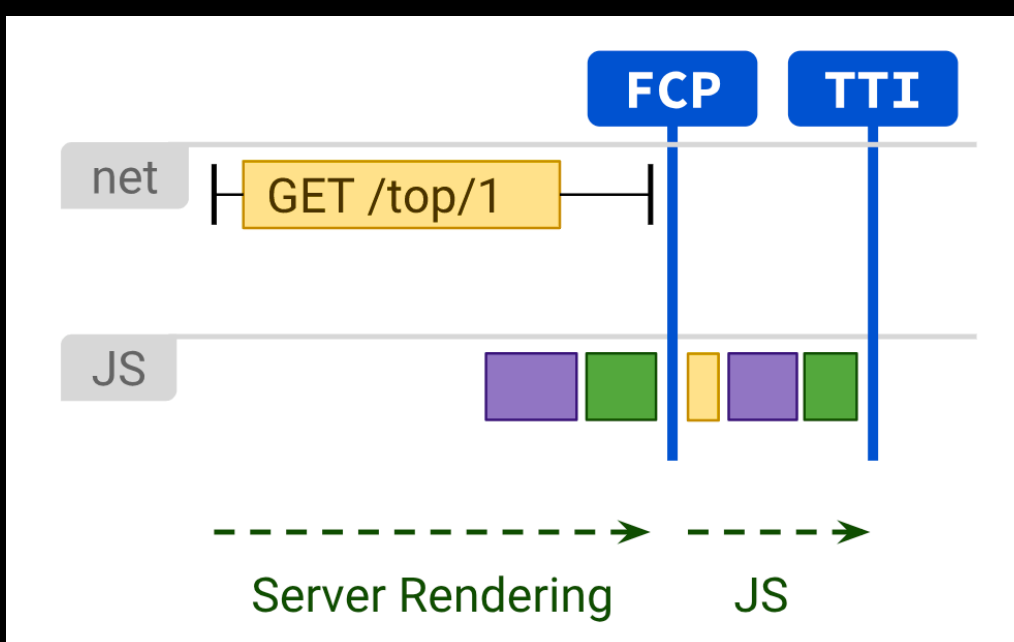 FCP TTI
net
GET /top/1
JS
Server Rendering JS